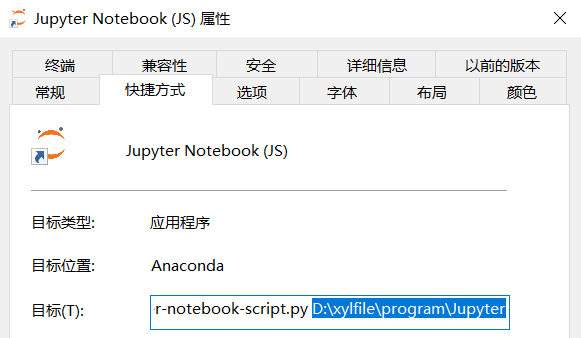 Jupyter Notebook (JS) 属性
终端 兼容性 安全 详细信息 以前的版本
常规 快捷方式 选项 字体 布局 颜色
Jupyter Notebook (JS)
目标类型: 应用程序
目标位置: Anaconda
目标(T): r-notebook-script.py D:\xylfile\program\Jupyter